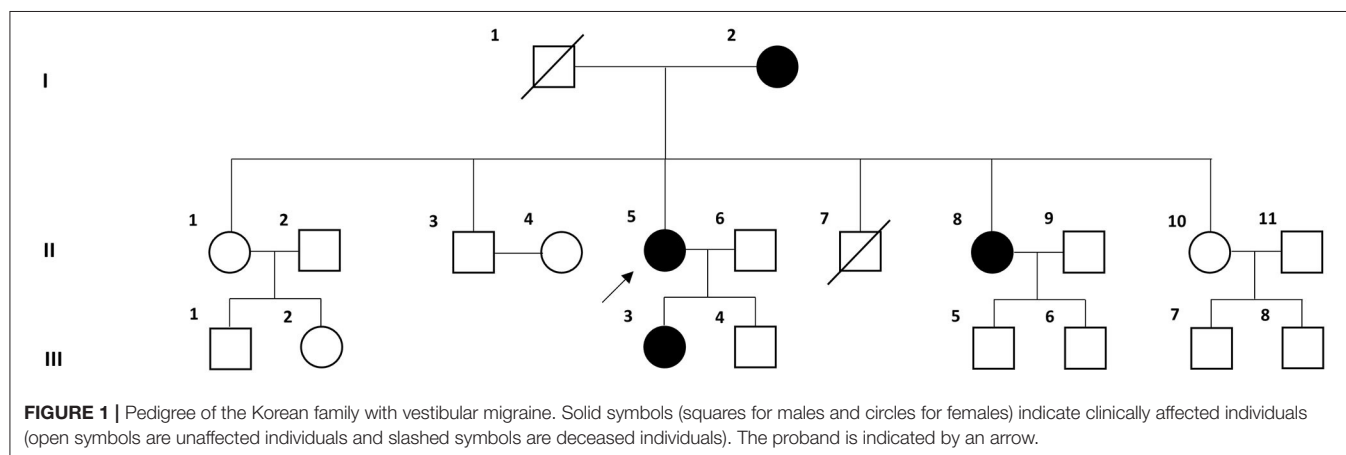 1 2
I
1 2 3 4 5 6 7 8 9 10 11
II
1 2 3 4 5 6 7 8
III
FIGURE 1 | Pedigree of the Korean family with vestibular migraine. Solid symbols (squares for males and circles for females) indicate clinically affected individuals
(open symbols are unaffected individuals and slashed symbols are deceased individuals). The proband is indicated by an arrow.